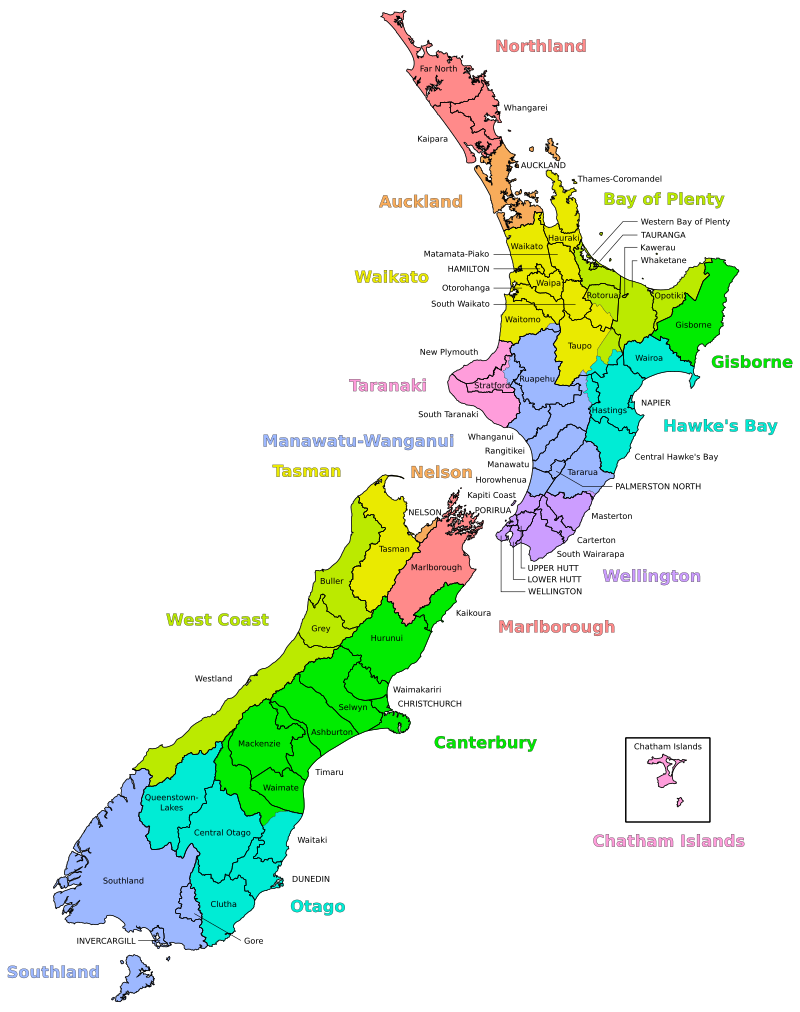 Northland
Far North
Whangarei
Kaipara
AUCKLAND
Thames-Coromandel
Auckland
Bay of Plenty
Western Bay of Plenty
TAURANGA
Kawerau
Whaketane
Hauraki
Waikato
Matamata-Piako
HAMILTON
Waikato
Waipa
Otorohanga
Rotorua
Opotiki
South Waikato
Waitomo
Gisborne
Taupo
New Plymouth
Wairoa
Gisborne
Ruapehu
Taranaki
Stratford
NAPIER
Hastings
South Taranaki
Hawke's Bay
Whanganui
Manawatu-Wanganui
Rangitikei
Central Hawke's Bay
Manawatu
Tasman
Nelson
Tararua
Horowhenua
PALMERSTON NORTH
Kapiti Coast
NELSON
PORIRUA
Masterton
Carterton
Tasman
South Wairarapa
Marlborough
UPPER HUTT
Wellington
LOWER HUTT
Buller
WELLINGTON
Kaikoura
West Coast
Grey
Marlborough
Hurunui
Westland
Waimakariri
CHRISTCHURCH
Selwyn
Ashburton
Mackenzie
Canterbury
Chatham Islands
Timaru
Waimate
Queenstown-
Lakes
Central Otago
Waitaki
Chatham Islands
Southland
DUNEDIN
Clutha
Otago
INVERCARGILL
Gore
Southland